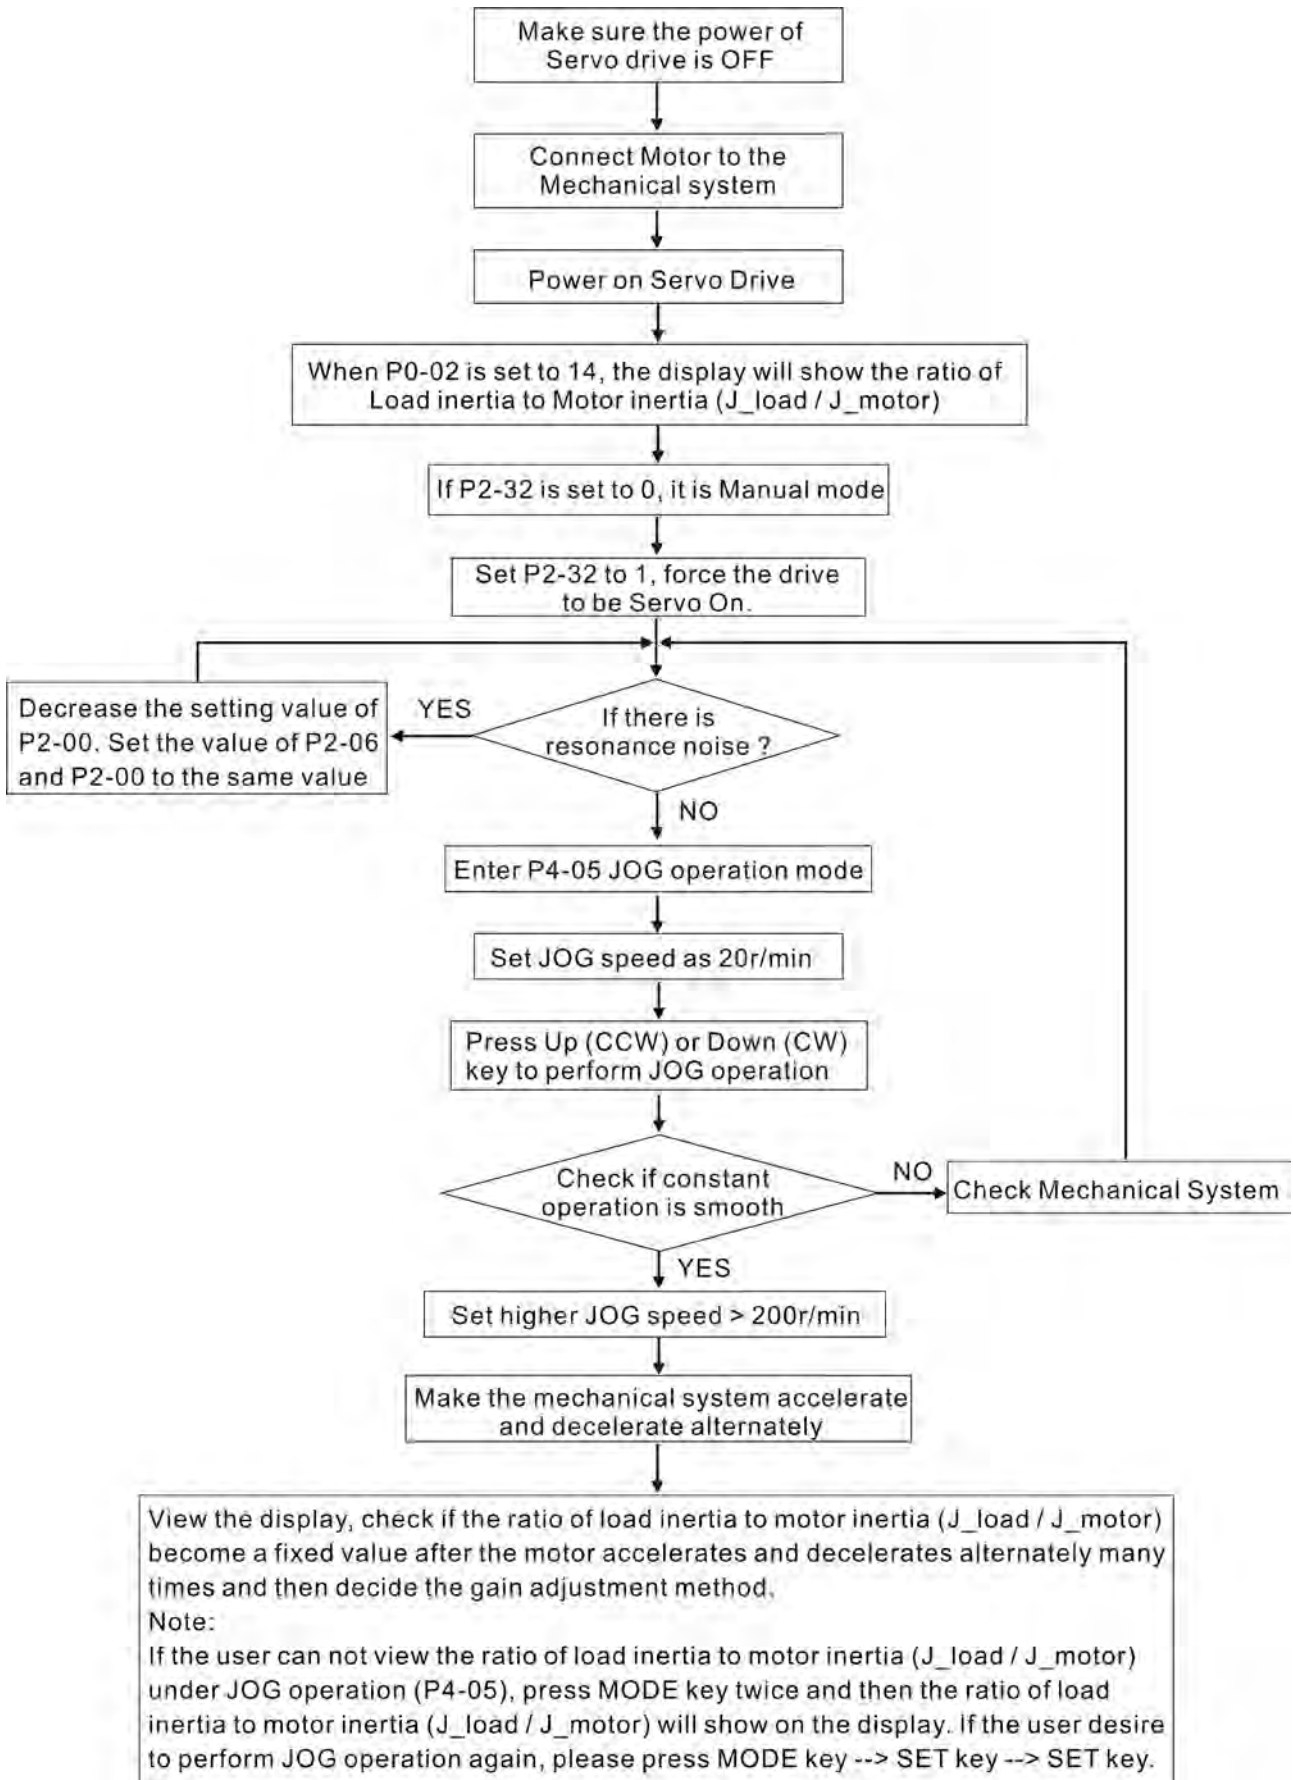 Make sure the power of
Servo drive is OFF
Connect Motor to the
Mechanical system
Power on Servo Drive
When P0-02 is set to 14, the display will show the ratio of
Load inertia to Motor inertia (J_load / J_motor)
If P2-32 is set to 0, it is Manual mode
Set P2-32 to 1, force the drive
to be Servo On.
Decrease the setting value of
P2-00. Set the value of P2-06
and P2-00 to the same value
YES
If there is
resonance noise ?
NO
Enter P4-05 JOG operation mode
Set JOG speed as 20r/min
Press Up (CCW) or Down (CW)
key to perform JOG operation
Check if constant
operation is smooth
NO
Check Mechanical System
YES
Set higher JOG speed > 200r/min
Make the mechanical system accelerate
and decelerate alternately
View the display, check if the ratio of load inertia to motor inertia (J_load / J_motor)
become a fixed value after the motor accelerates and decelerates alternately many
times and then decide the gain adjustment method.
Note:
If the user can not view the ratio of load inertia to motor inertia (J_load / J_motor)
under JOG operation (P4-05), press MODE key twice and then the ratio of load
inertia to motor inertia (J_load / J_motor) will show on the display. If the user desire
to perform JOG operation again, please press MODE key --> SET key --> SET key.